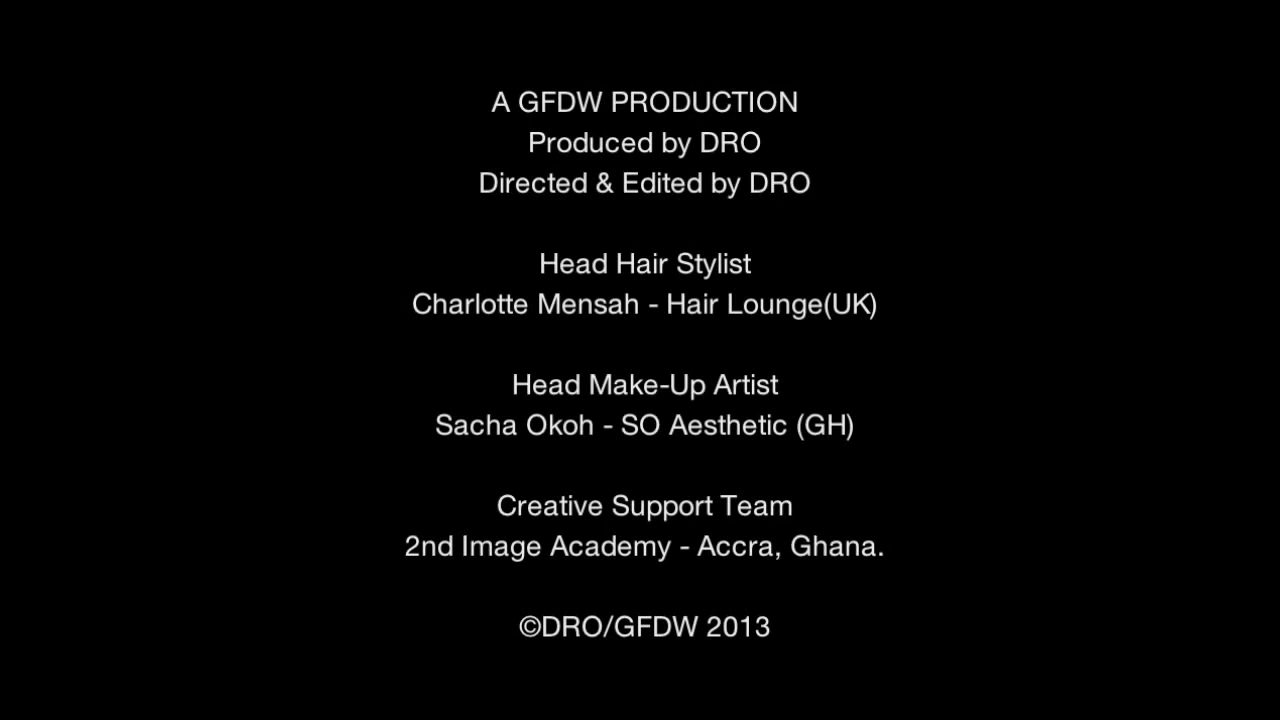 A GFDW PRODUCTION
Produced by DRO
Directed & Edited by DRO
Head Hair Stylist
Charlotte Mensah - Hair Lounge(UK)
Head Make-Up Artist
Sacha Okoh - SO Aesthetic (GH)
Creative Support Team
2nd Image Academy - Accra, Ghana.
©DRO/GFDW 2013